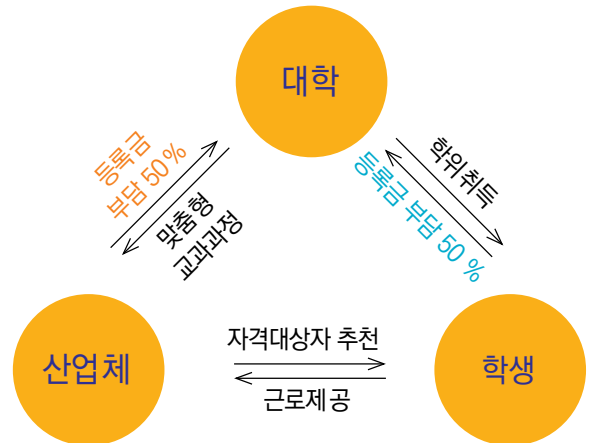 대학
등록금
부담 50%
맞춤형
교과과정
학위취득
등록금 부담 50 %
산업체
자격대상자 추천
근로제공
학생